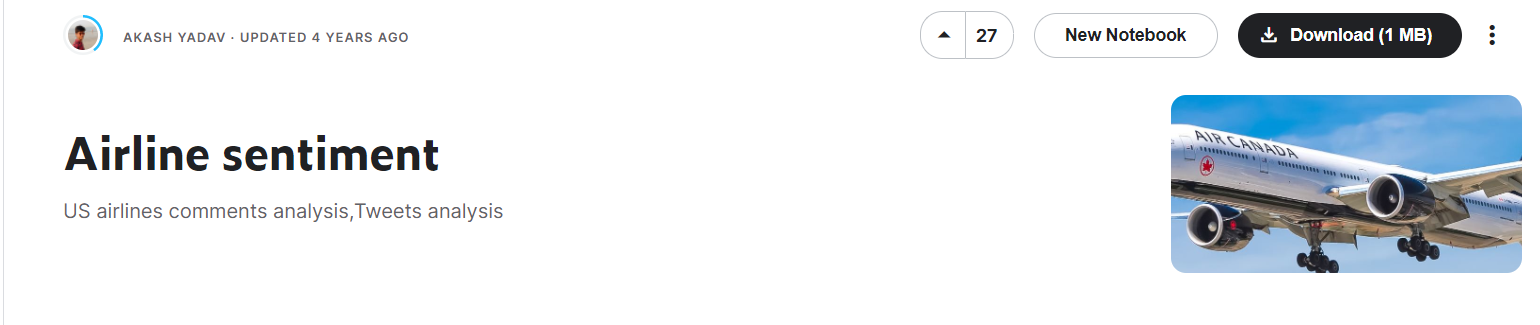 AKASH YADAV · UPDATED 4 YEARS AGO
27
New Notebook
Download (1 MB)
Airline sentiment
US airlines comments analysis,Tweets analysis
AIR CANADA